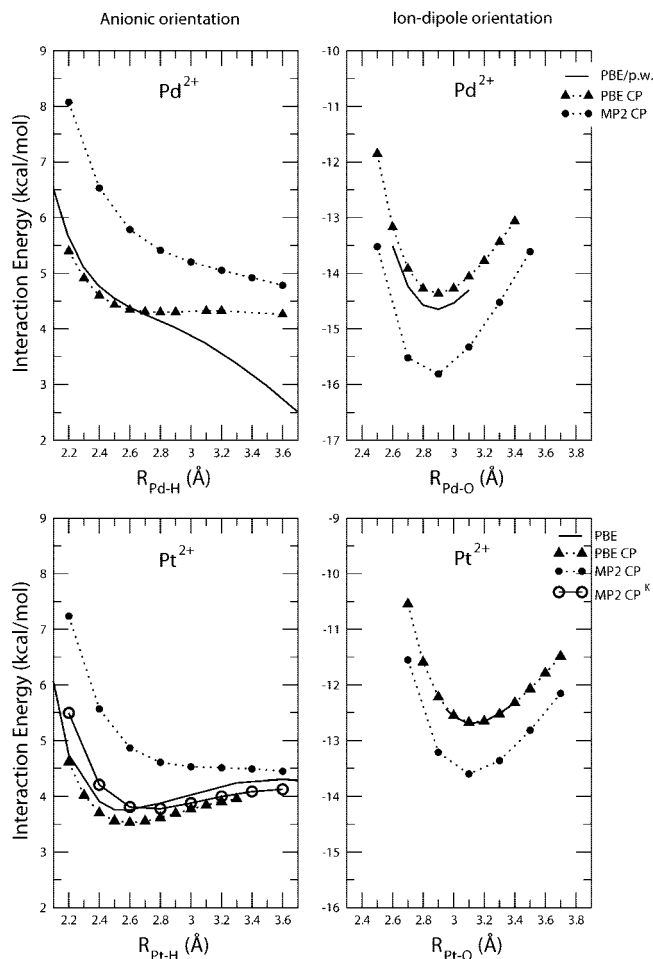 Anionic orientation
Ion-dipole orientation
9
8
7
6
5
4
3
2
Interaction Energy (kcal/mol)
Pd2+
2.2 2.4 2.6 2.8 3 3.2 3.4 3.6
RPd-H (Å)
-10
-11
-12
-13
-14
-15
-16
-17
Pd2+
2.4 2.6 2.8 3 3.2 3.4 3.6 3.8
RPd-O (Å)
PBE/p.w.
PBE CP
MP2 CP
9
8
7
6
5
4
3
2
Interaction Energy (kcal/mol)
Pt2+
2.2 2.4 2.6 2.8 3 3.2 3.4 3.6
RPt-H (Å)
-9
-10
-11
-12
-13
-14
-15
-16
Pt2+
2.4 2.6 2.8 3 3.2 3.4 3.6 3.8
RPt-O (Å)
PBE
PBE CP
MP2 CP
MP2 CP K